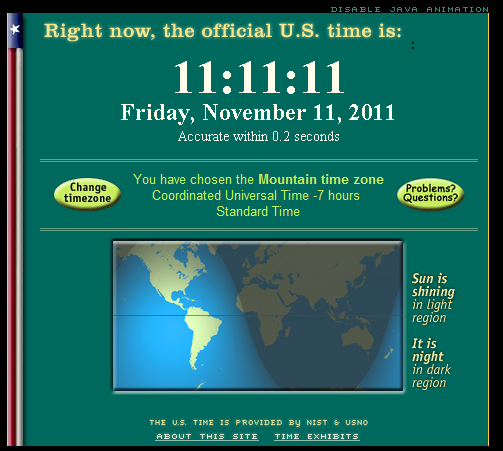 DISABLE JAVA ANIMATION
Right now, the official U.S. time is:
:
11:11:11
Friday, November 11, 2011
Accurate within 0.2 seconds
Change
timezone
You have chosen the Mountain time zone
Coordinated Universal Time -7 hours
Standard Time
Problems?
Questions?
Sun is
shining
in light
region
It is
night
in dark
region
THE U.S. TIME IS PROVIDED BY NIST & USNO
ABOUT THIS SITE TIME EXHIBITS